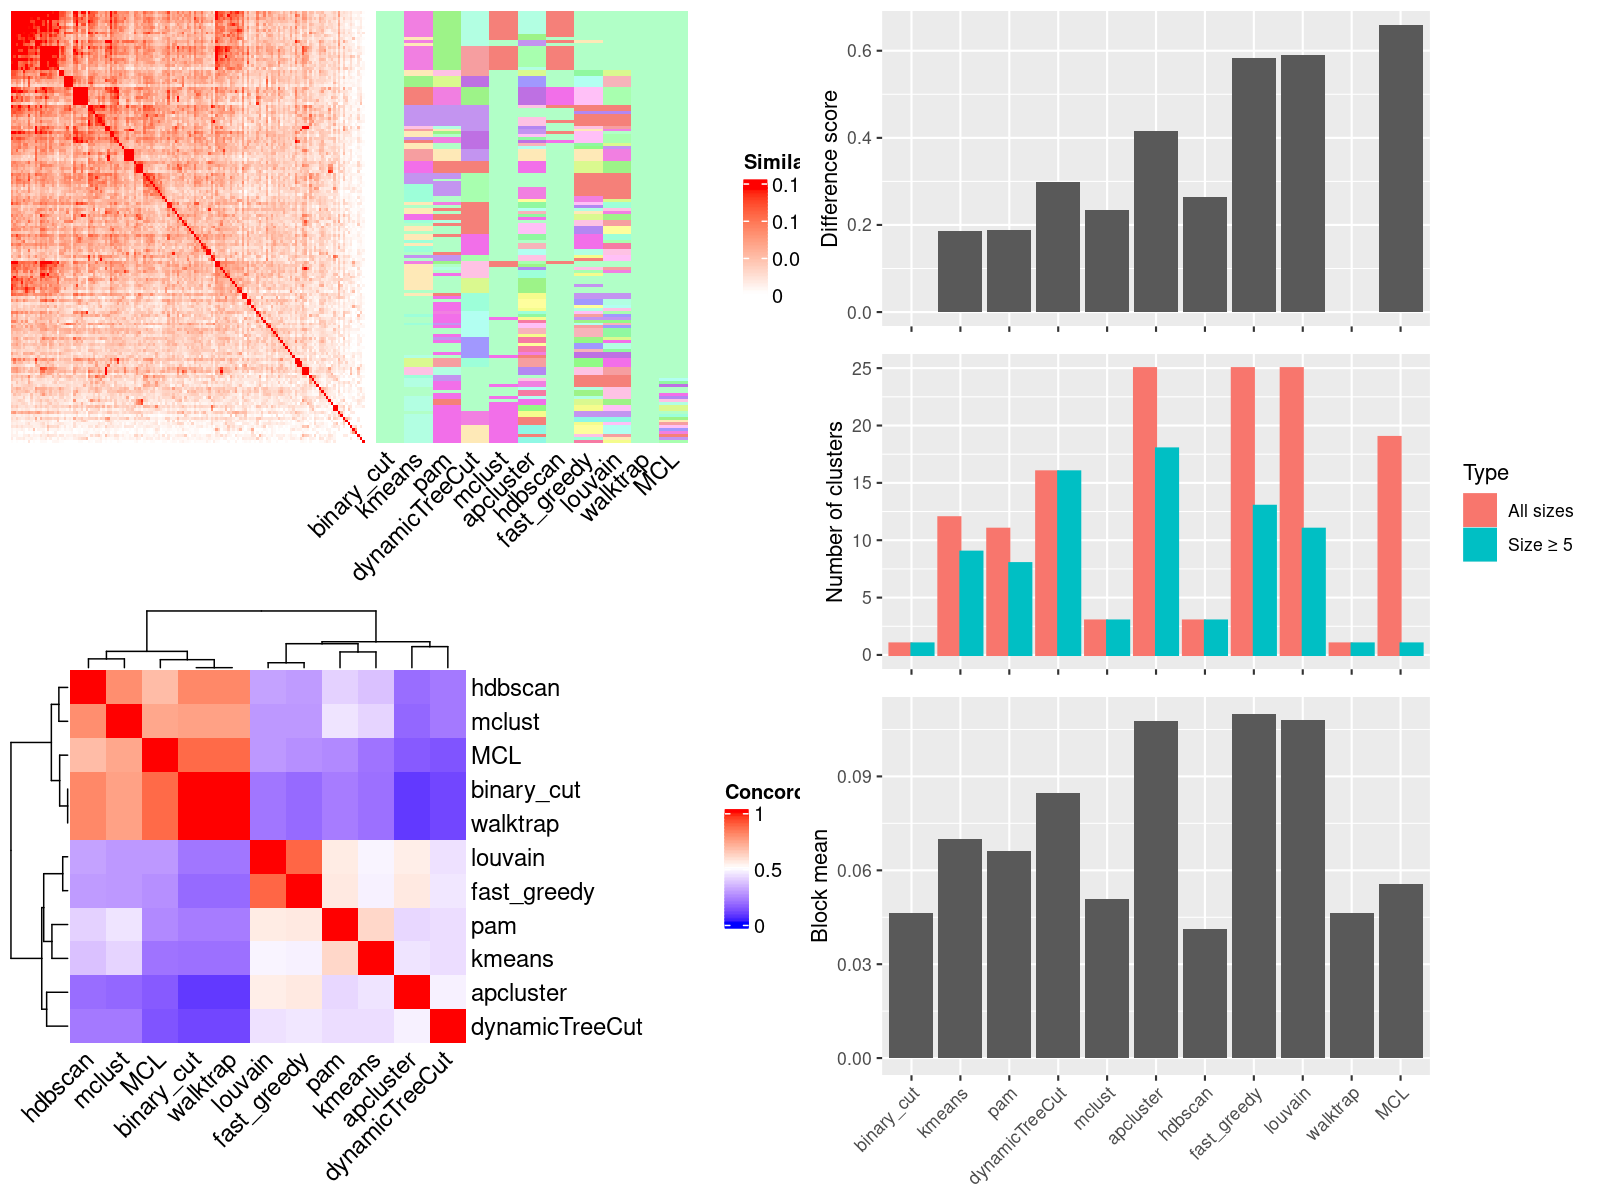 Simila
0.1
0.1
0.0
0
binary_cut
kmeans
pam
dynamicTreeCut
mclust
apcluster
hdbscan
fast_greedy
louvain
walktrap
MCL
hdbscan
mclust
MCL
binary_cut
walktrap
louvain
fast_greedy
pam
kmeans
apcluster
dynamicTreeCut
hdbscan
mclust
MCL
binary_cut
walktrap
louvain
fast_greedy
pam
kmeans
apcluster
dynamicTreeCut
Concord
1
0.5
0
Difference score
0.6
0.4
0.2
0.0
Number of clusters
25
20
15
10
5
0
Type
All sizes
Size ≥ 5
Block mean
0.09
0.06
0.03
0.00
binary_cut
kmeans
pam
dynamicTreeCut
mclust
apcluster
hdbscan
fast_greedy
louvain
walktrap
MCL